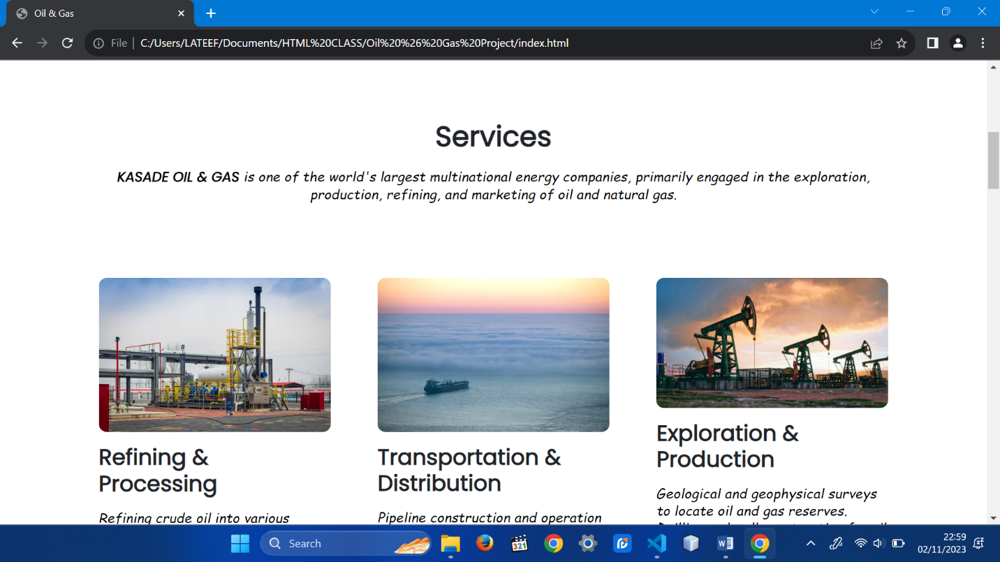 Oil & Gas
File
C:/Users/LATEEF/Documents/HTML%20CLASS/Oil%20%26%20Gas%20Project/index.html
Services
KASADE OIL & GAS is one of the world's largest multinational energy companies, primarily engaged in the exploration,
production, refining, and marketing of oil and natural gas.
Refining &
Processing
Refining crude oil into various
Transportation &
Distribution
Pipeline construction and operation
Exploration &
Production
Geological and geophysical surveys
to locate oil and gas reserves.
Search
321
22:59
02/11/2023